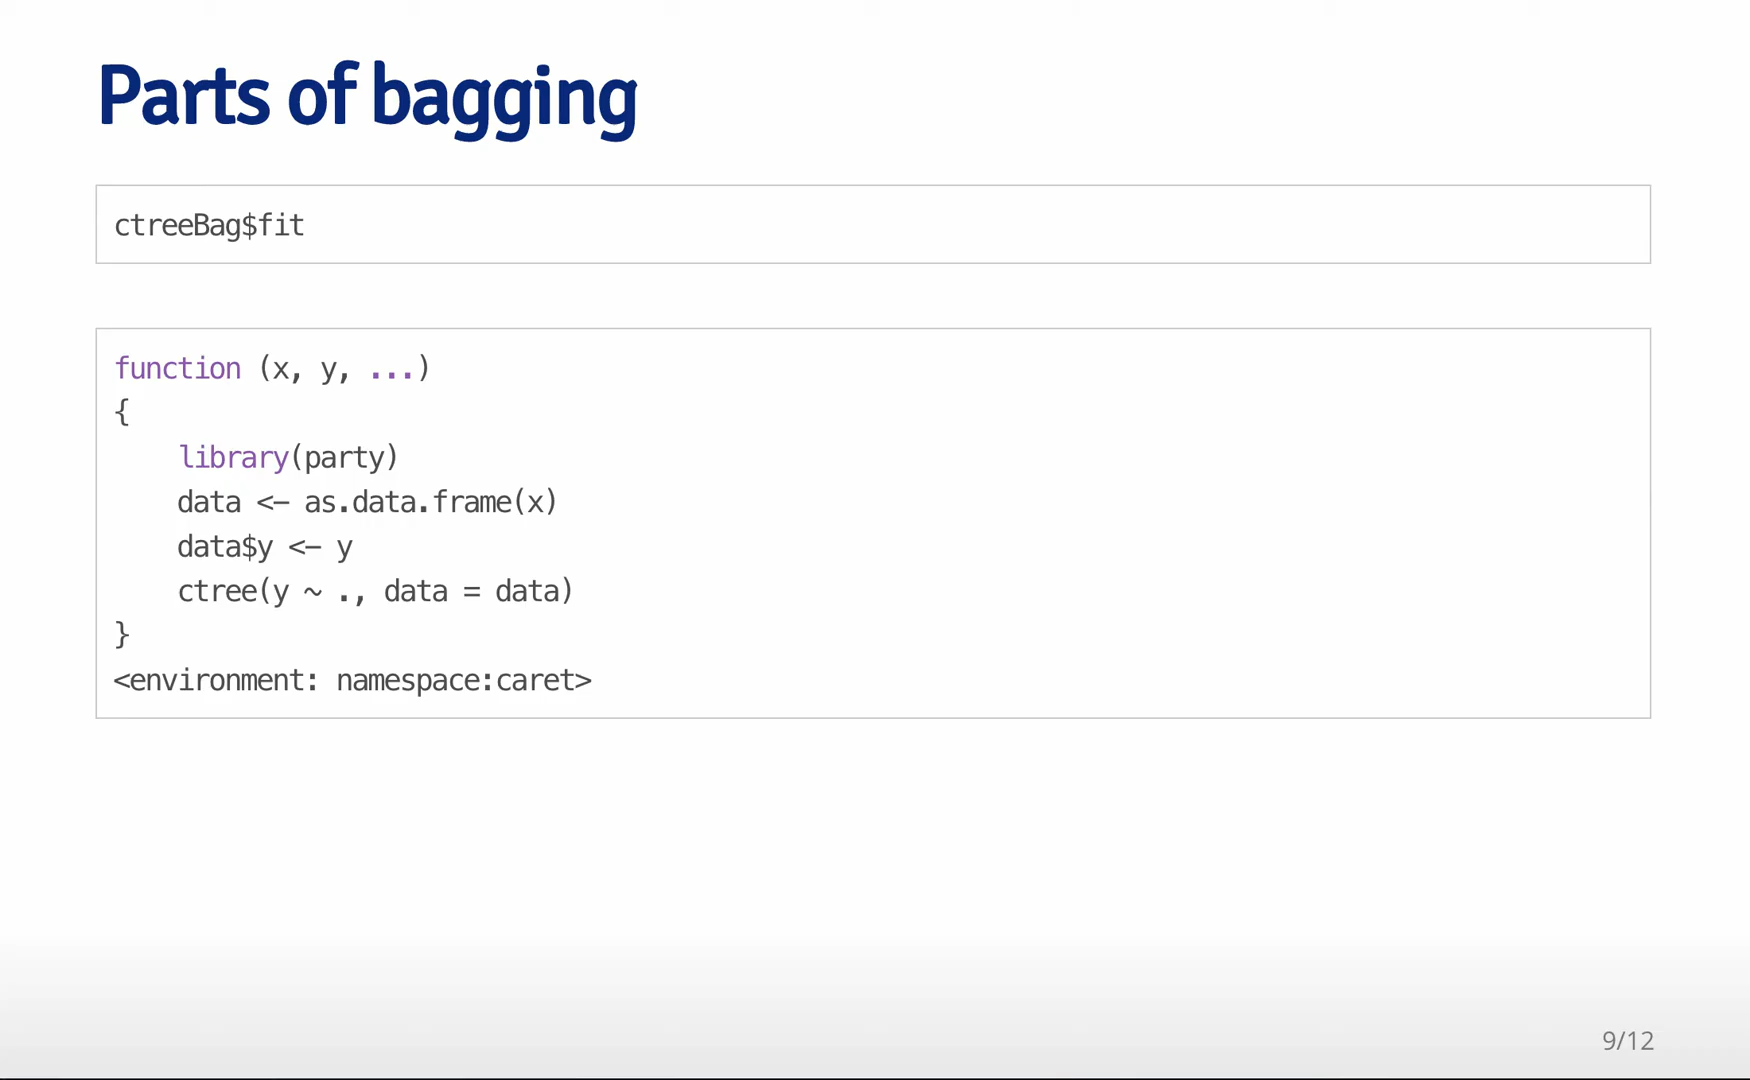 Parts of bagging
ctreeBag$fit
function (x, y, ...)
{
    library(party)
    data <- as.data.frame(x)
    data$y <- y
    ctree(y ~ ., data = data)
}
<environment: namespace:caret>
9/12